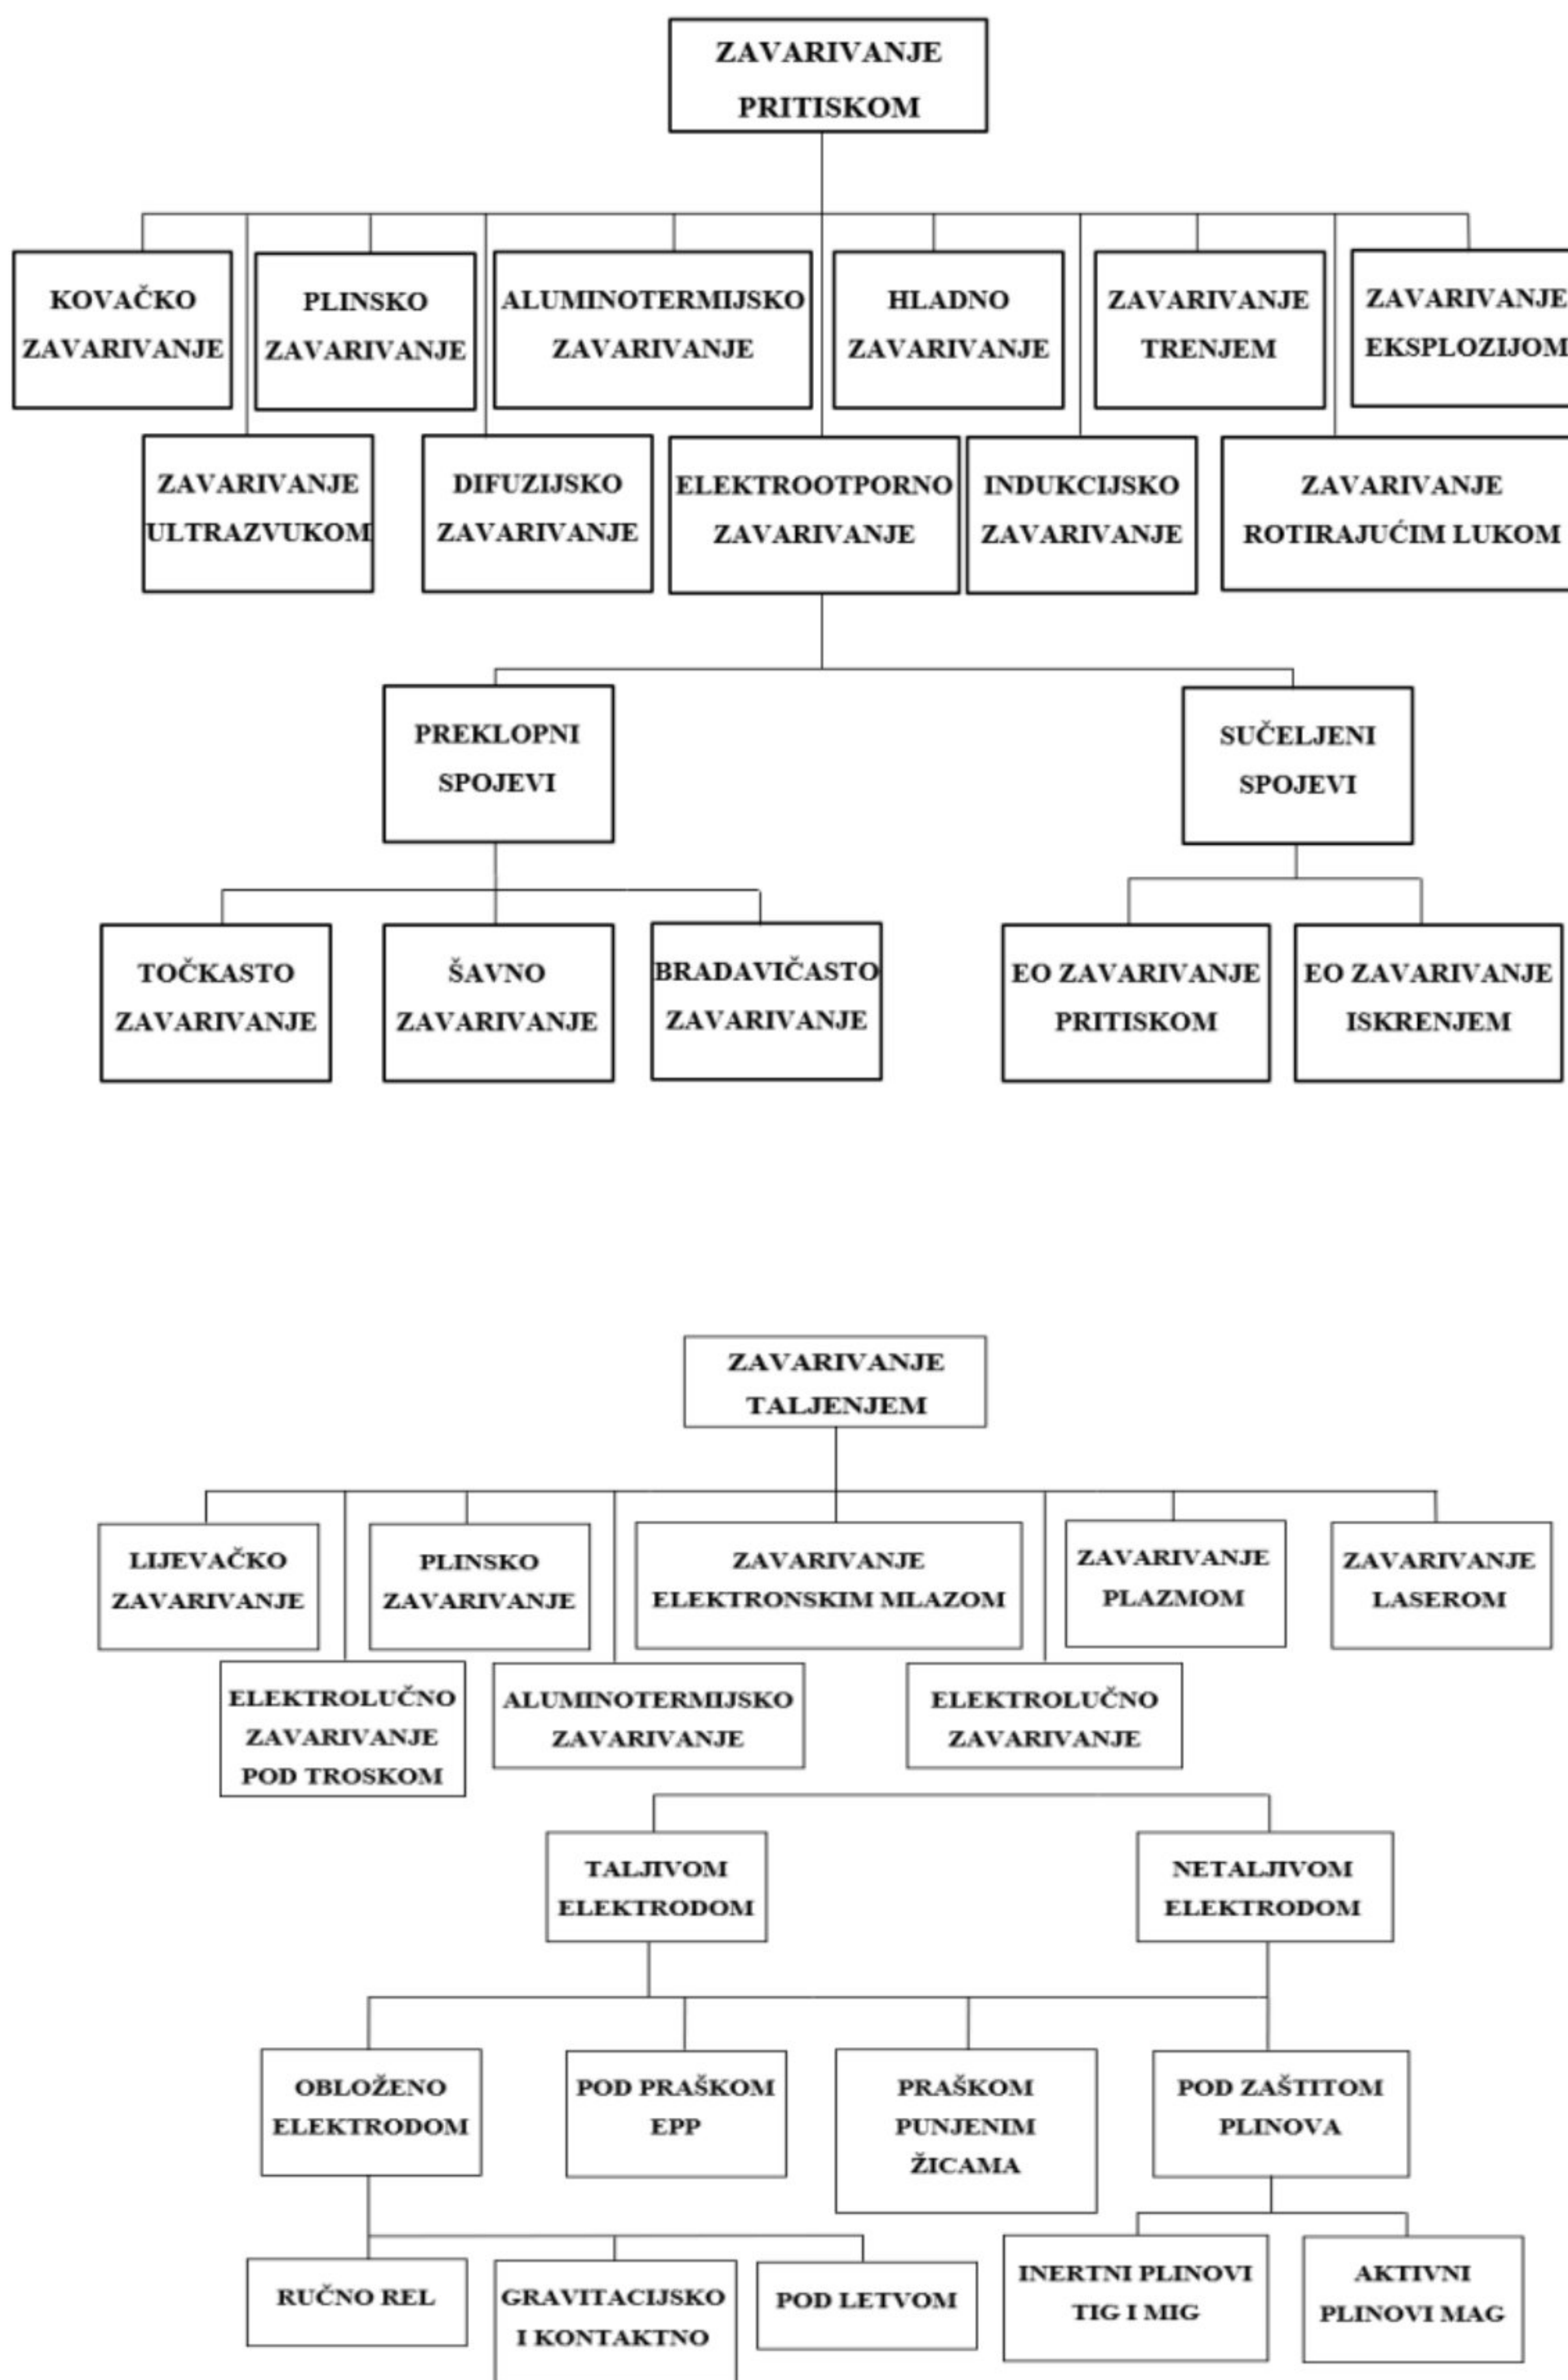 ZAVARIVANJE
PRITISKOM
KOVAČKO
ZAVARIVANJE
PLINSKO
ZAVARIVANJE
ALUMINOTERMIJSKO
ZAVARIVANJE
HLADNO
ZAVARIVANJE
ZAVARIVANJE
TRENJEM
ZAVARIVANJE
EKSPLOZIJOM
ZAVARIVANJE
ULTRAZVUKOM
DIFUZIJSKO
ZAVARIVANJE
ELEKTROOTPORNO
ZAVARIVANJE
INDUKCIJSKO
ZAVARIVANJE
ZAVARIVANJE
ROTIRAJUĆIM LUKOM
PREKLOPNI
SPOJEVI
SUČELJENI
SPOJEVI
TOČKASTO
ZAVARIVANJE
ŠAVNO
ZAVARIVANJE
BRADAVIČASTO
ZAVARIVANJE
EO ZAVARIVANJE
PRITISKOM
EO ZAVARIVANJE
ISKRENJEM
ZAVARIVANJE
TALJENJEM
LIJEVAČKO
ZAVARIVANJE
PLINSKO
ZAVARIVANJE
ZAVARIVANJE
ELEKTRONSKIM MLAZOM
ZAVARIVANJE
PLAZMOM
ZAVARIVANJE
LASEROM
ELEKTROLUČNO
ZAVARIVANJE
POD TROSKOM
ALUMINOTERMIJSKO
ZAVARIVANJE
ELEKTROLUČNO
ZAVARIVANJE
TALJIVOM
ELEKTRODOM
NETALJIVOM
ELEKTRODOM
OBLOŽENO
ELEKTRODOM
POD PRAŠKOM
EPP
PRAŠKOM
PUNJENIM
ŽICAMA
POD ZAŠTITOM
PLINOVA
RUČNO REL
GRAVITACIJSKO
I KONTAKTNO
POD LETVOM
INERTNI PLINOVI
TIG I MIG
AKTIVNI
PLINOVI MAG